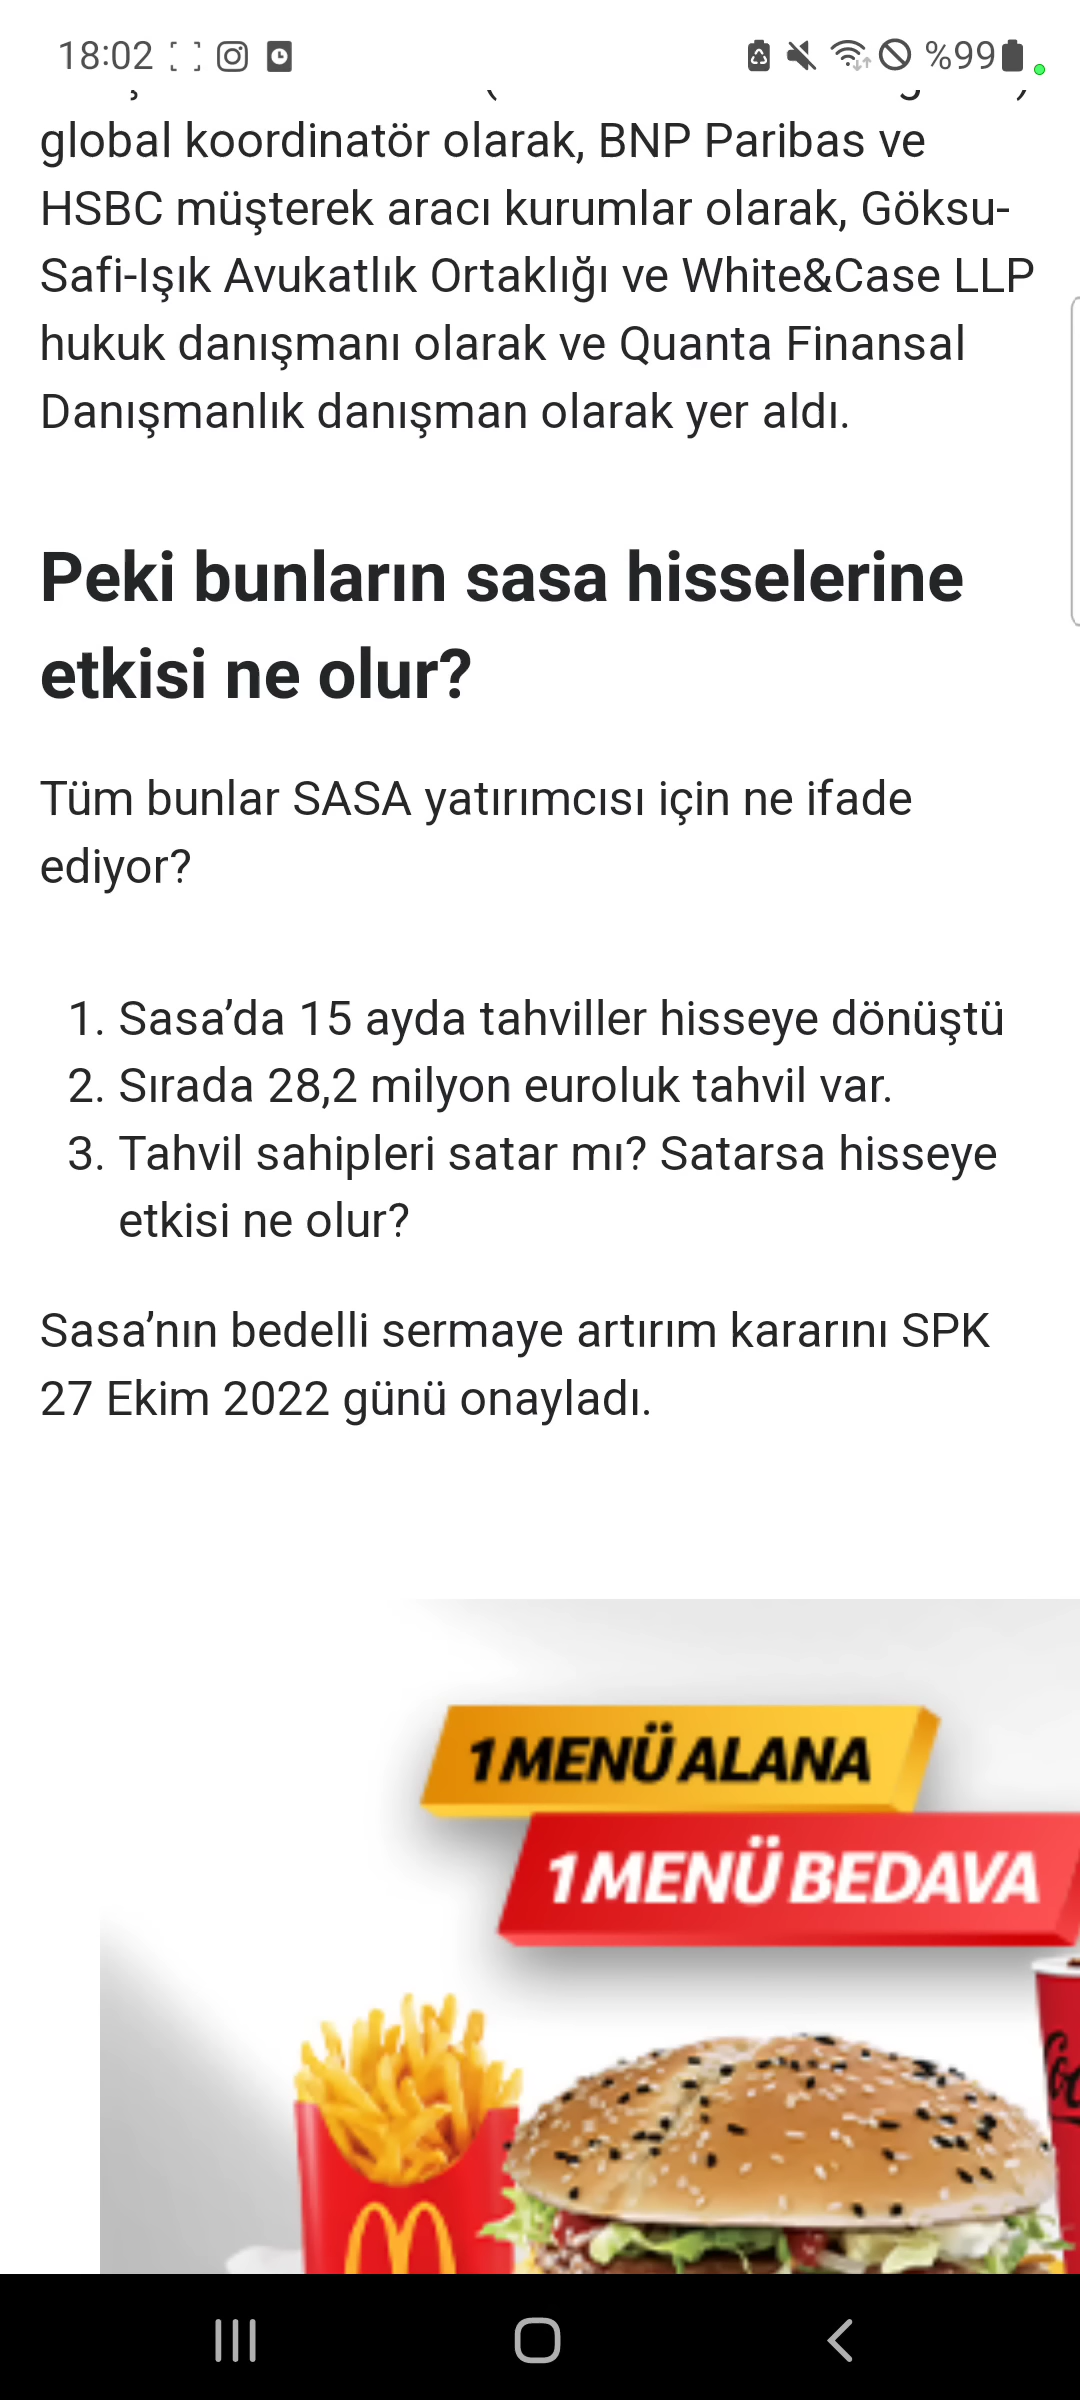 18:02
%99
global koordinatör olarak, BNP Paribas ve
HSBC müşterek aracı kurumlar olarak, Göksu-
Safi-Işık Avukatlık Ortaklığı ve White&Case LLP
hukuk danışmanı olarak ve Quanta Finansal
Danışmanlık danışman olarak yer aldı.
Peki bunların sasa hisselerine
etkisi ne olur?
Tüm bunlar SASA yatırımcısı için ne ifade
ediyor?
1. Sasa’da 15 ayda tahviller hisseye dönüştü
2. Sırada 28,2 milyon euroluk tahvil var.
3. Tahvil sahipleri satar mı? Satarsa hisseye
etkisi ne olur?
Sasa’nın bedelli sermaye artırım kararını SPK
27 Ekim 2022 günü onayladı.
1 MENÜ ALANA
1 MENÜ BEDAVA